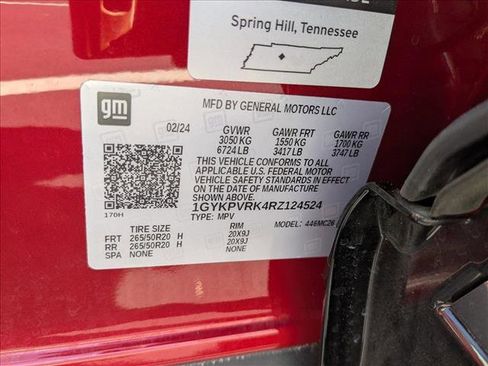 Spring Hill, Tennessee
gm
MFD BY GENERAL MOTORS LLC
02/24 GVWR GAWR FRT GAWR RR
3050 KG 1550 KG 1700 KG
6724 LB 3417 LB 3747 LB
THIS VEHICLE CONFORMS TO ALL
APPLICABLE U.S. FEDERAL MOTOR
VEHICLE SAFETY STANDARDS IN EFFECT
ON THE DATE OF MANUFACTURE
SHOWN ABOVE.
1GYKPVRK4RZ124524
170H TYPE: MPV MODEL: 446MC26
TIRE SIZE RIM
FRT 265/50R20 H 20X9J
RR 265/50R20 H 20X9J
SPA NONE NONE